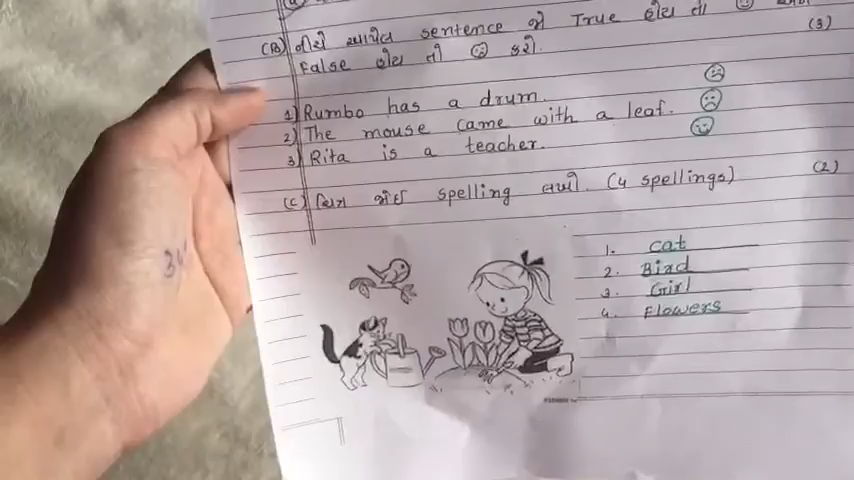 (B) નીચે આપેલ sentence જો True હોય તો
False હોય તો ☹ કરો. (3)
1) Rumbo has a drum.
2) The mouse came with a leaf.
3) Rita is a teacher.
(C) ચિત્ર જોઈ spelling લખો. (4 spellings) (2)
1. cat
2. Bird
3. Girl
4. Flowers